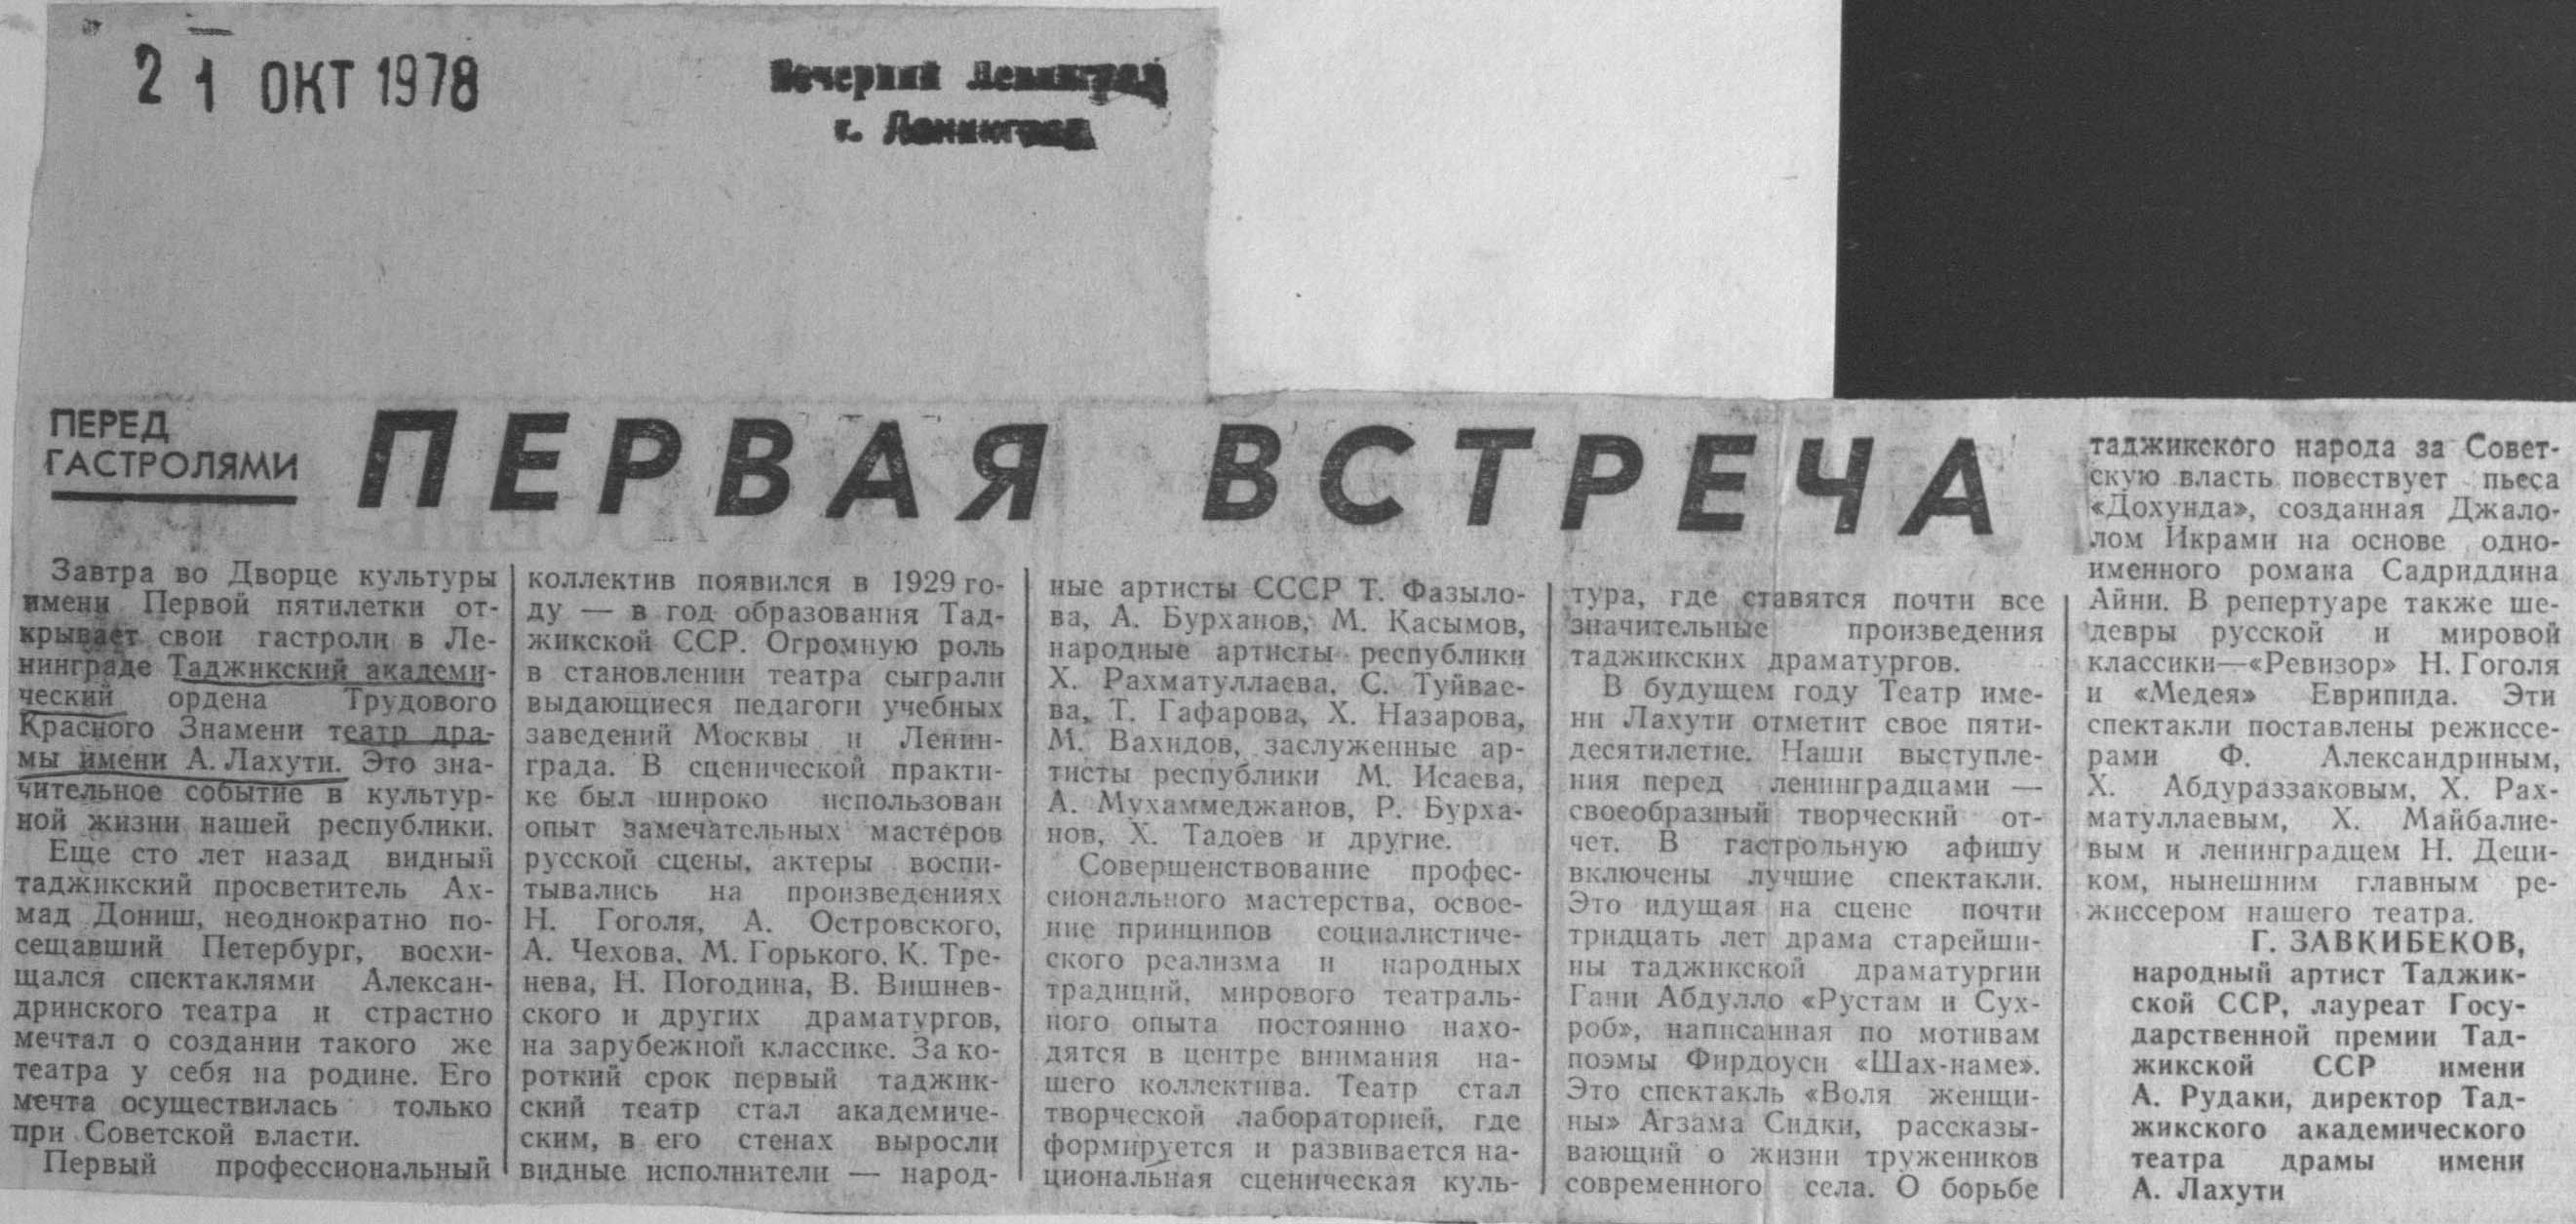 21 ОКТ 1978
Вечерний Ленинград
г. Ленинград
ПЕРЕД
ГАСТРОЛЯМИ
ПЕРВАЯ ВСТРЕЧА
Завтра во Дворце культуры
имени Первой пятилетки от-
крывает свои гастроли в Ле-
нинграде Таджикский академи-
ческий ордена Трудового
Красного Знамени театр дра-
мы имени А. Лахути. Это зна-
чительное событие в культур-
ной жизни нашей республики.
Еще сто лет назад видный
таджикский просветитель Ах-
мад Дониш, неоднократно по-
сещавший Петербург, восхи-
щался спектаклями Алексан-
дринского театра и страстно
мечтал о создании такого же
театра у себя на родине. Его
мечта осуществилась только
при Советской власти.
Первый профессиональный
коллектив появился в 1929 го-
ду — в год образования Тад-
жикской ССР. Огромную роль
в становлении театра сыграли
выдающиеся педагоги учебных
заведений Москвы и Ленин-
града. В сценической практи-
ке был широко использован
опыт замечательных мастеров
русской сцены, актеры воспи-
тывались на произведениях
Н. Гоголя, А. Островского,
А. Чехова, М. Горького, К. Тре-
нева, Н. Погодина, В. Вишнев-
ского и других драматургов,
на зарубежной классике. За ко-
роткий срок первый таджик-
ский театр стал академиче-
ским, в его стенах выросли
видные исполнители — народ-
ные артисты СССР Т. Фазыло-
ва, А. Бурханов, М. Касымов,
народные артисты республики
Х. Рахматуллаева, С. Туйбае-
ва, Т. Гафарова, Х. Назарова,
М. Вахидов, заслуженные ар-
тисты республики М. Исаева,
А. Мухаммеджанов, Р. Бурха-
нов, Х. Тадоев и другие.
Совершенствование профес-
сионального мастерства, освое-
ние принципов социалистиче-
ского реализма и народных
традиций, мирового театраль-
ного опыта постоянно нахо-
дятся в центре внимания на-
шего коллектива. Театр стал
творческой лабораторией, где
формируется и развивается на-
циональная сценическая куль-
тура, где ставятся почти все
значительные произведения
таджикских драматургов.
В будущем году Театр име-
ни Лахути отметит свое пяти-
десятилетие. Наши выступле-
ния перед ленинградцами —
своеобразный творческий от-
чет. В гастрольную афишу
включены лучшие спектакли.
Это идущая на сцене почти
тридцать лет драма старейши-
ны таджикской драматургии
Гани Абдулло «Рустам и Сух-
роб», написанная по мотивам
поэмы Фирдоуси «Шах-наме».
Это спектакль «Воля женщи-
ны» Агзама Сидки, рассказы-
вающий о жизни тружеников
современного села. О борьбе
таджикского народа за Совет-
скую власть повествует пьеса
«Дохунда», созданная Джало-
лом Икрами на основе одно-
именного романа Садриддина
Айни. В репертуаре также ше-
девры русской и мировой
классики—«Ревизор» Н. Гоголя
и «Медея» Еврипида. Эти
спектакли поставлены режиссе-
рами Ф. Александриным,
Х. Абдураззаковым, Х. Рах-
матуллаевым, Х. Майбалие-
вым и ленинградцем Н. Деци-
ком, нынешним главным ре-
жиссером нашего театра.
Г. ЗАВКИБЕКОВ,
народный артист Таджик-
ской ССР, лауреат Госу-
дарственной премии Тад-
жикской ССР имени
А. Рудаки, директор Тад-
жикского академического
театра драмы имени
А. Лахути